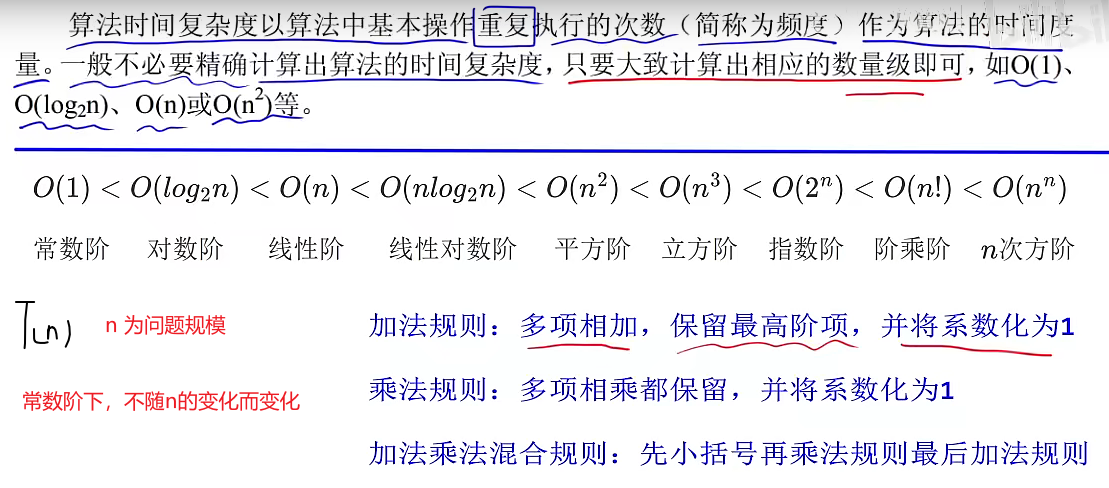 算法时间复杂度以算法中基本操作重复执行的次数（简称为频度）作为算法的时间度
量。一般不必要精确计算出算法的时间复杂度，只要大致计算出相应的数量级即可，如O(1)、
O(log₂n)、O(n)或O(n²)等。
O(1) < O(log₂n) < O(n) < O(nlog₂n) < O(n²) < O(n³) < O(2ⁿ) < O(n!) < O(nⁿ)
常数阶 对数阶 线性阶 线性对数阶 平方阶 立方阶 指数阶 阶乘阶 n次方阶
T(n) n 为问题规模 加法规则：多项相加，保留最高阶项，并将系数化为1
乘法规则：多项相乘都保留，并将系数化为1
常数阶下，不随n的变化而变化
加法乘法混合规则：先小括号再乘法规则最后加法规则